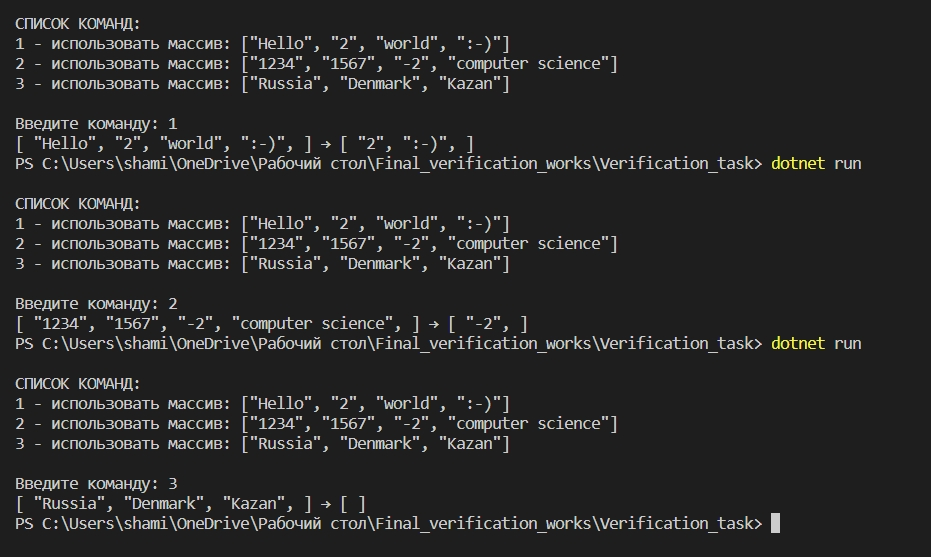 СПИСОК КОМАНД:
1 - использовать массив: ["Hello", "2", "world", ":-)"]
2 - использовать массив: ["1234", "1567", "-2", "computer science"]
3 - использовать массив: ["Russia", "Denmark", "Kazan"]
Введите команду: 1
[ "Hello", "2", "world", ":-)", ] → [ "2", ":-)", ]
PS C:\Users\shami\OneDrive\Рабочий стол\Final_verification_works\Verification_task> dotnet run
СПИСОК КОМАНД:
1 - использовать массив: ["Hello", "2", "world", ":-)"]
2 - использовать массив: ["1234", "1567", "-2", "computer science"]
3 - использовать массив: ["Russia", "Denmark", "Kazan"]
Введите команду: 2
[ "1234", "1567", "-2", "computer science", ] → [ "-2", ]
PS C:\Users\shami\OneDrive\Рабочий стол\Final_verification_works\Verification_task> dotnet run
СПИСОК КОМАНД:
1 - использовать массив: ["Hello", "2", "world", ":-)"]
2 - использовать массив: ["1234", "1567", "-2", "computer science"]
3 - использовать массив: ["Russia", "Denmark", "Kazan"]
Введите команду: 3
[ "Russia", "Denmark", "Kazan", ] → [ ]
PS C:\Users\shami\OneDrive\Рабочий стол\Final_verification_works\Verification_task>